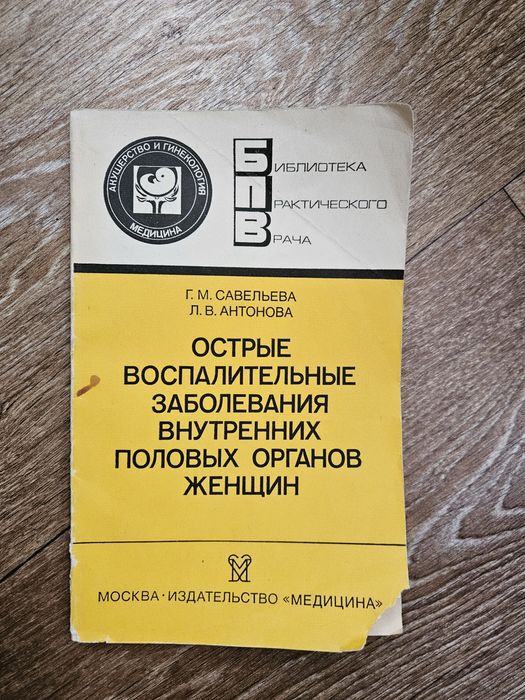 АКУШЕРСТВО И ГИНЕКОЛОГИЯ
МЕДИЦИНА
БИБЛИОТЕКА
ПРАКТИЧЕСКОГО
ВРАЧА
Г. М. САВЕЛЬЕВА
Л. В. АНТОНОВА
ОСТРЫЕ
ВОСПАЛИТЕЛЬНЫЕ
ЗАБОЛЕВАНИЯ
ВНУТРЕННИХ
ПОЛОВЫХ ОРГАНОВ
ЖЕНЩИН
М
МОСКВА · ИЗДАТЕЛЬСТВО «МЕДИЦИНА»